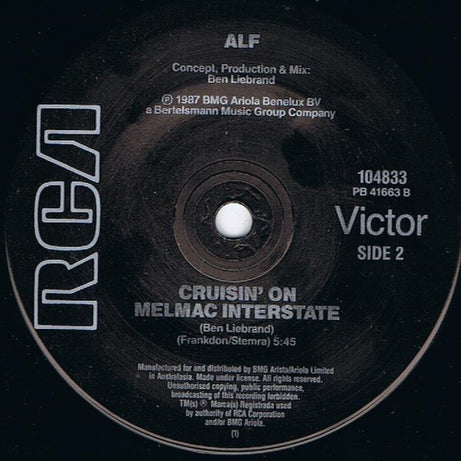 ALF
Concept, Production & Mix:
Ben Liebrand
Ⓟ 1987 BMG Ariola Benelux BV
a Bertelsmann Music Group Company
RCA
104833
PB 41663 B
Victor
SIDE 2
CRUISIN' ON
MELMAC INTERSTATE
(Ben Liebrand)
(Frankdon/Stemra) 5:45
Manufactured for and distributed by BMG Arista/Ariola Limited
in Australasia. Made under license. All rights reserved.
Unauthorised copying, public performance,
broadcasting of this recording forbidden.
TM(s) ® Marca(s) Registrada used
by authority of RCA Corporation
and/or BMG Ariola.
(1)